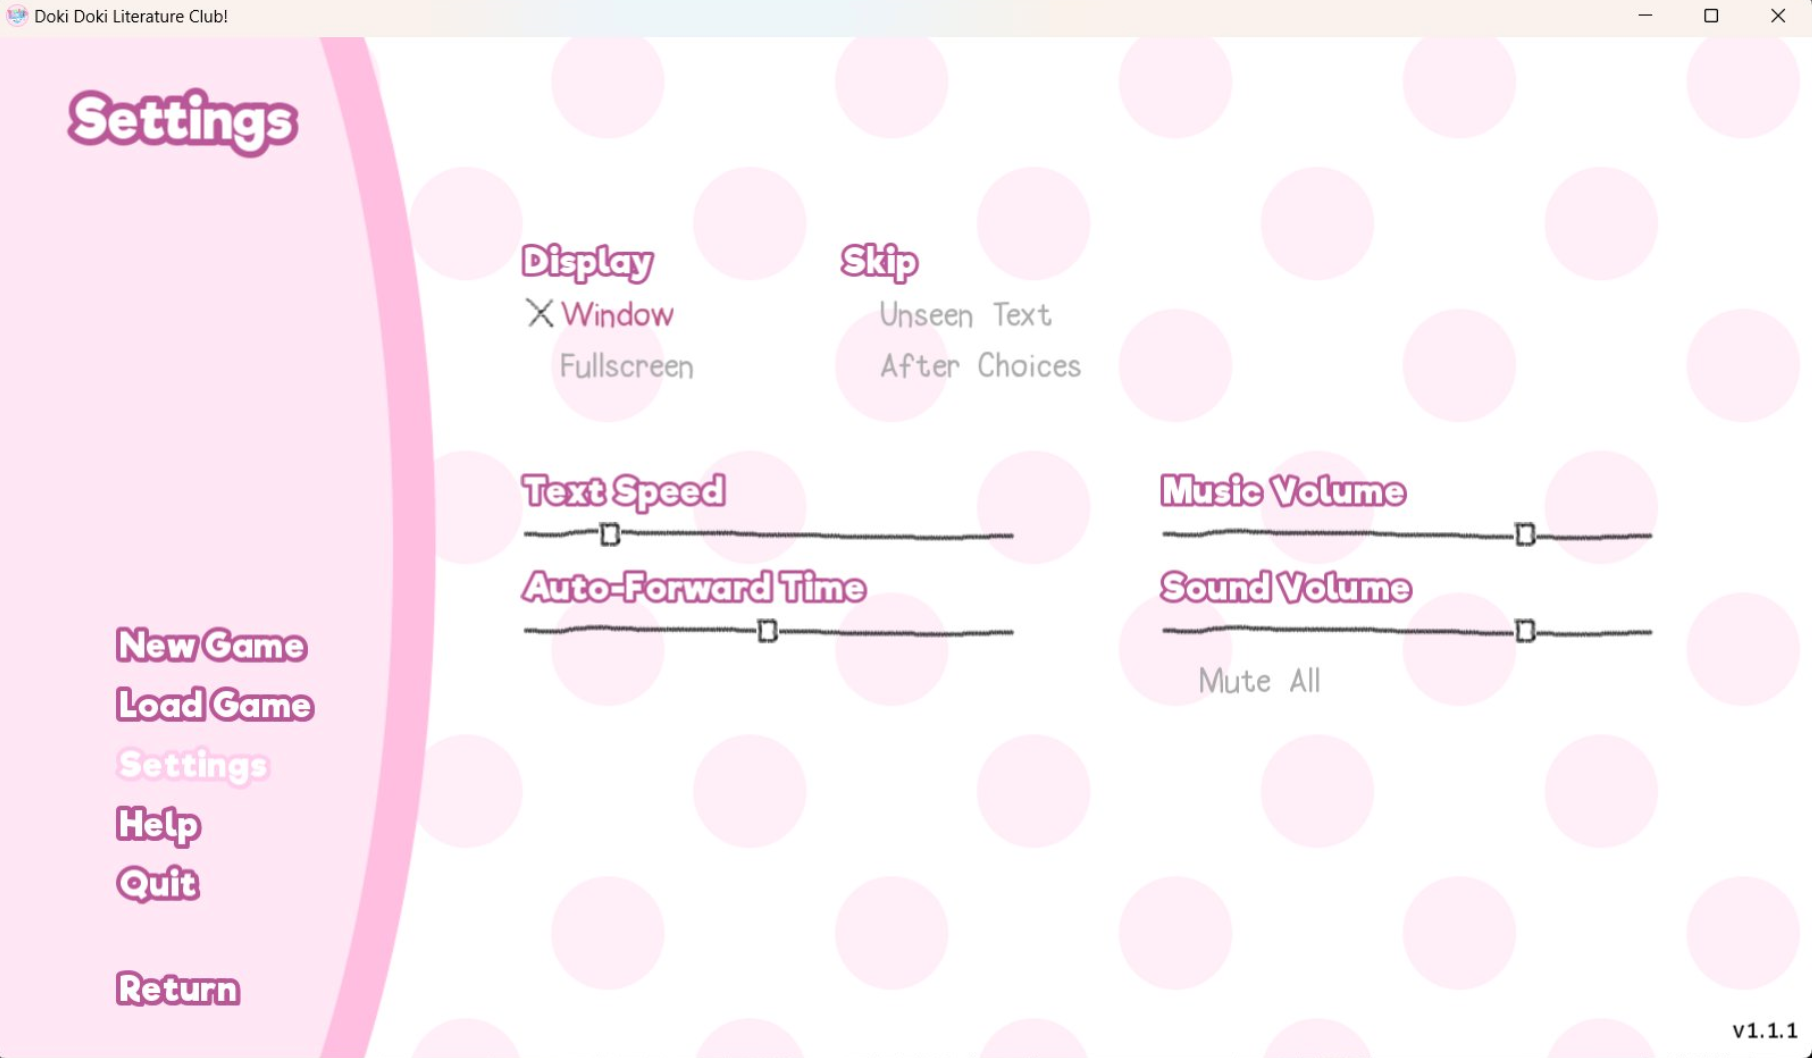 Doki Doki Literature Club!
Settings
Display
Window
Fullscreen
Skip
Unseen Text
After Choices
Text Speed
Music Volume
Auto-Forward Time
Sound Volume
Mute All
New Game
Load Game
Settings
Help
Quit
Return
v1.1.1